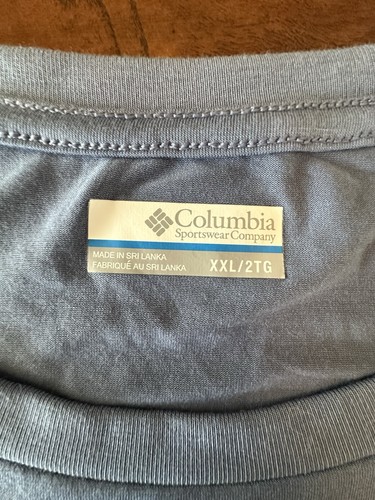 Columbia
Sportswear Company
MADE IN SRI LANKA
FABRIQUÉ AU SRI LANKA
XXL/2TG